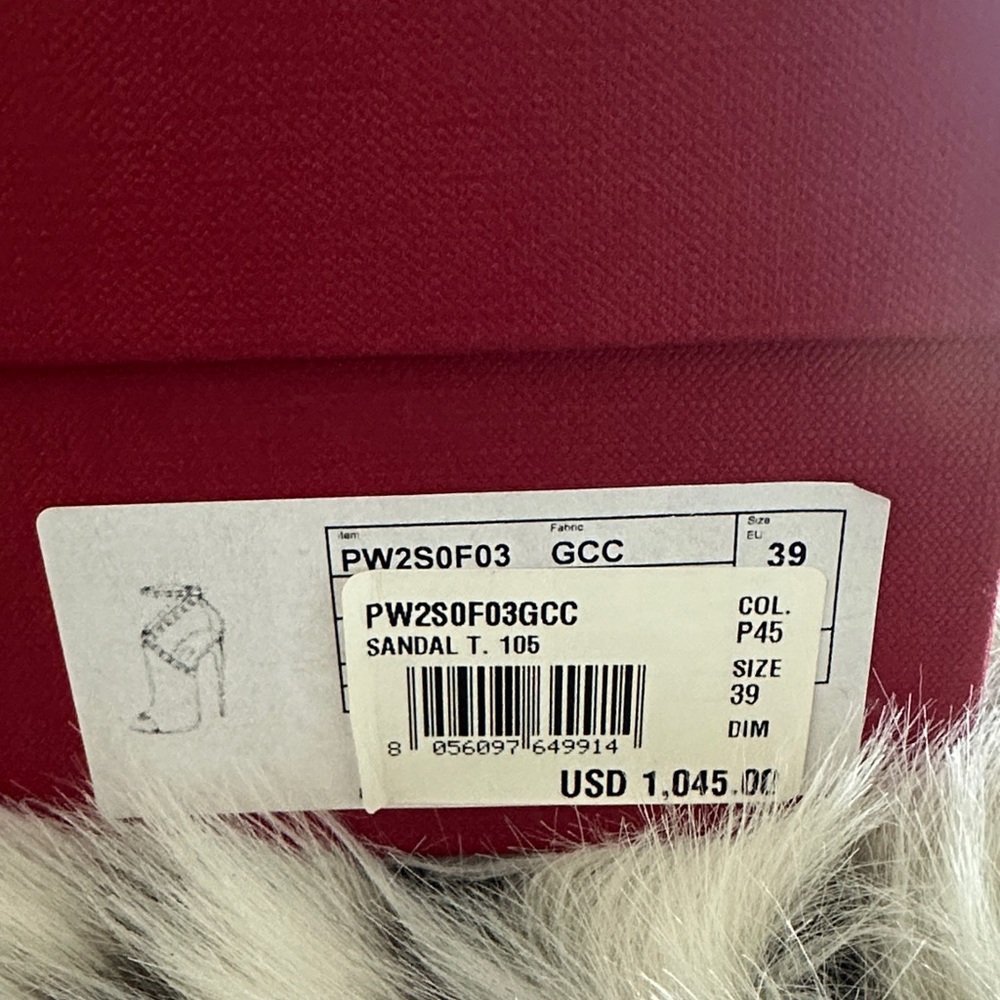 Item Fabric Size
EU
PW2S0F03 GCC 39
PW2S0F03GCC COL.
SANDAL T. 105 P45
SIZE
39
DIM
8 056097 649914
USD 1,045.00